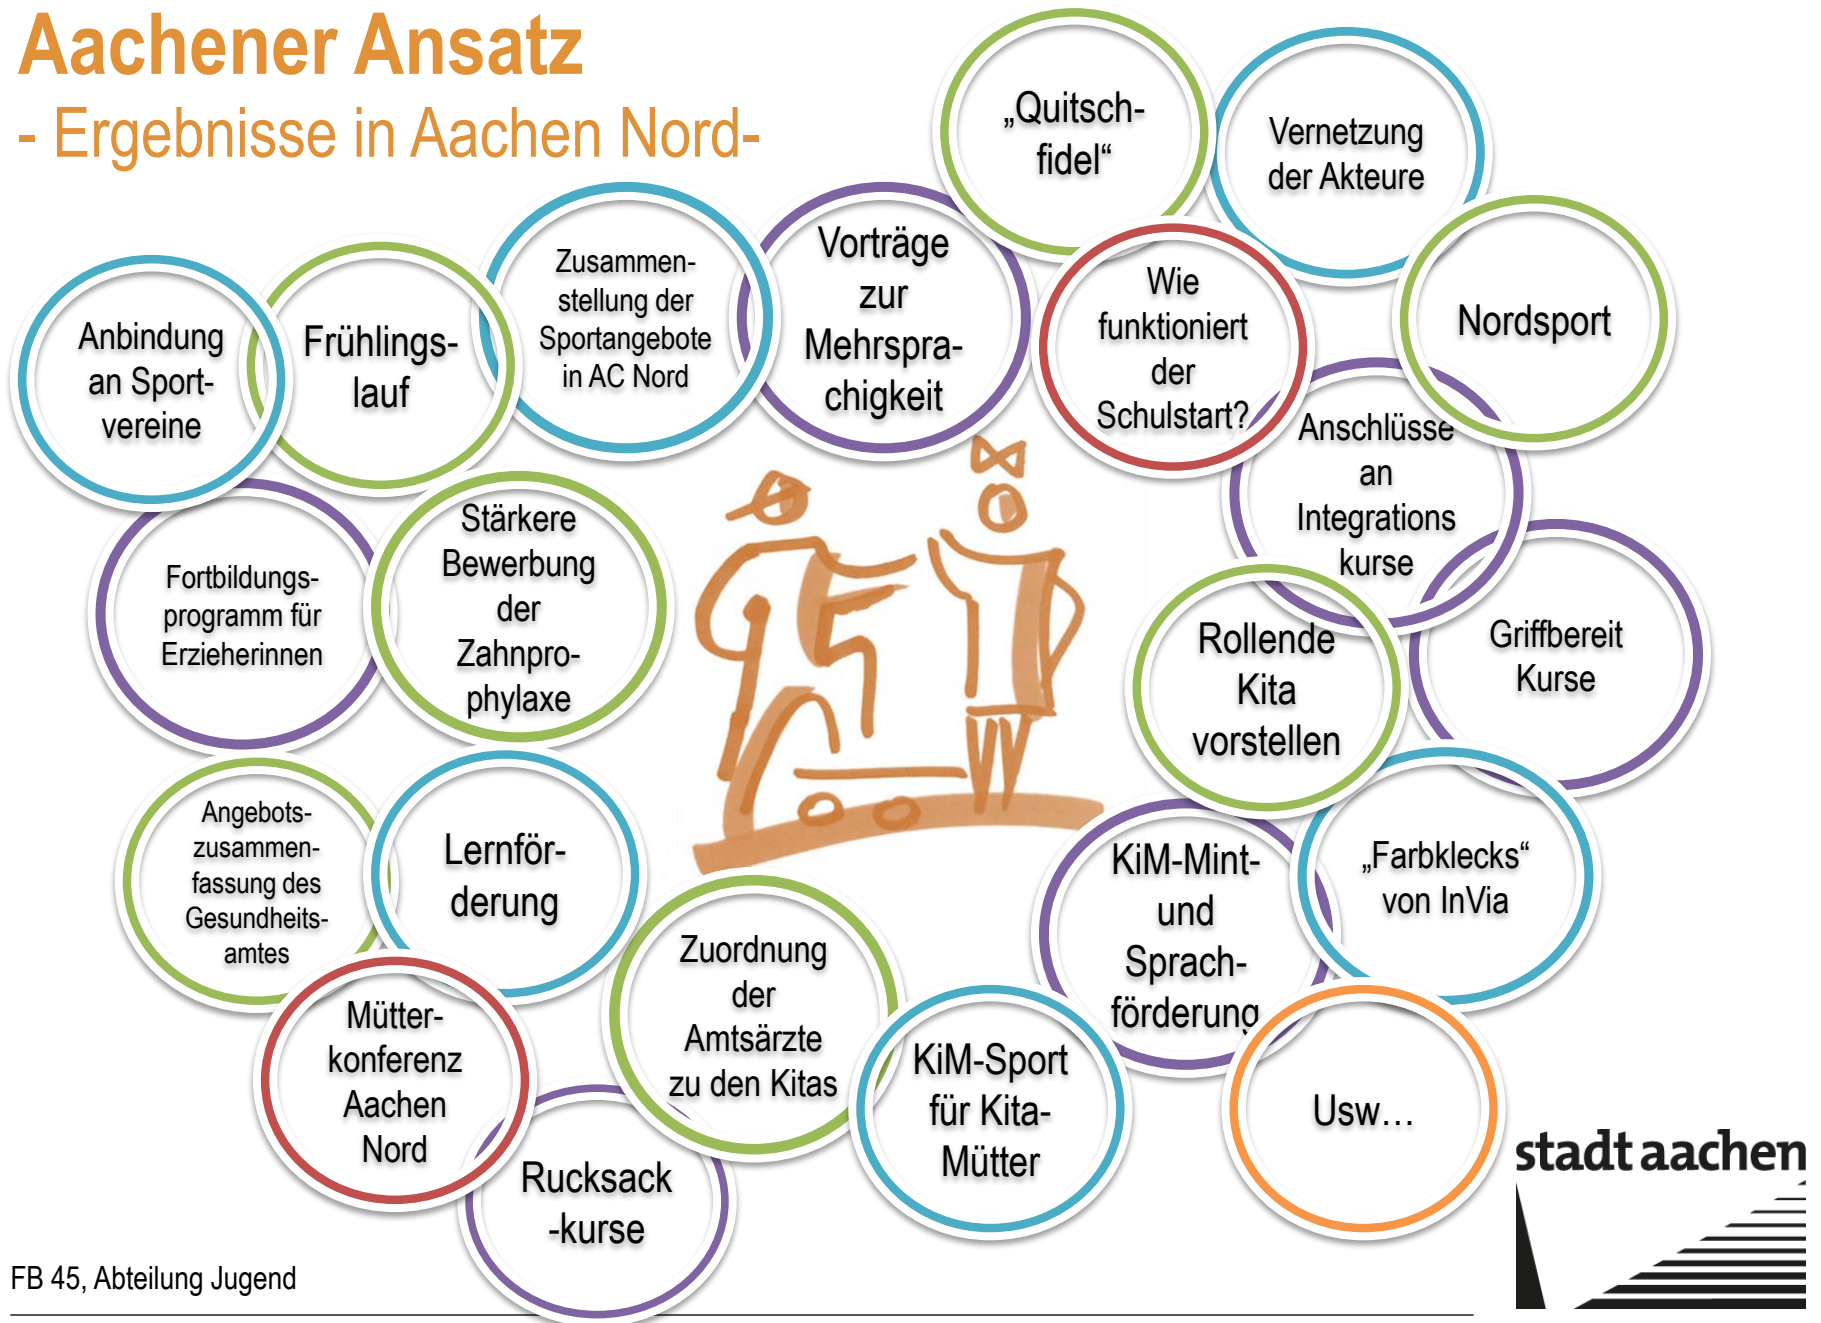 Aachener Ansatz
- Ergebnisse in Aachen Nord-
„Quitsch-
fidel“
Vernetzung
der Akteure
Anbindung
an Sport-
vereine
Frühlings-
lauf
Zusammen-
stellung der
Sportangebote
in AC Nord
Vorträge
zur
Mehrspra-
chigkeit
Wie
funktioniert
der
Schulstart?
Nordsport
Anschlüsse
an
Integrations
kurse
Fortbildungs-
programm für
Erzieherinnen
Stärkere
Bewerbung
der
Zahnpro-
phylaxe
Rollende
Kita
vorstellen
Griffbereit
Kurse
Angebots-
zusammen-
fassung des
Gesundheits-
amtes
Lernför-
derung
KiM-Mint-
und
Sprach-
förderung
„Farbklecks“
von InVia
Zuordnung
der
Amtsärzte
zu den Kitas
Mütter-
konferenz
Aachen
Nord
KiM-Sport
für Kita-
Mütter
Usw…
Rucksack
-kurse
stadt aachen
FB 45, Abteilung Jugend